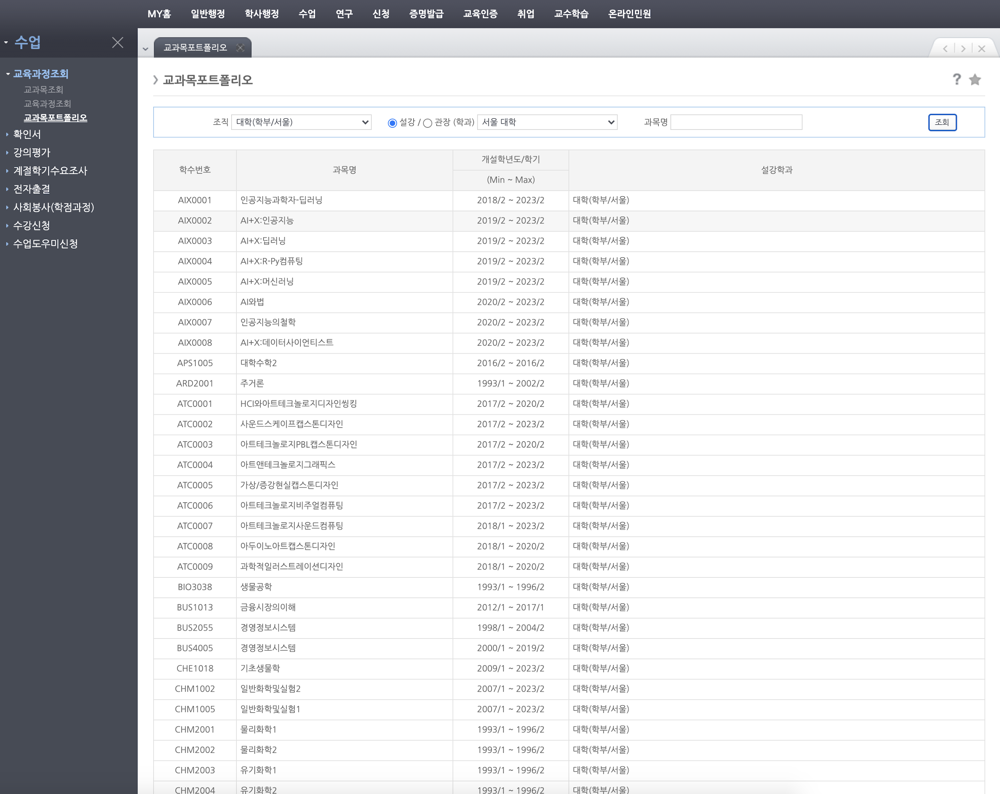 MY홈 일반행정 학사행정 수업 연구 신청 증명발급 교육인증 취업 교수학습 온라인민원
수업
교육과정조회
교과목조회
교육과정조회
교과목포트폴리오
확인서
강의평가
계절학기수요조사
전자출결
사회봉사(학점과정)
수강신청
수업도우미신청
교과목포트폴리오
교과목포트폴리오
조직 대학(학부/서울) 설강 / 관장 (학과) 서울 대학 과목명 조회
학수번호 과목명 개설학년도/학기 (Min ~ Max) 설강학과
AIX0001 인공지능과학자-딥러닝 2018/2 ~ 2023/2 대학(학부/서울)
AIX0002 AI+X:인공지능 2019/2 ~ 2023/2 대학(학부/서울)
AIX0003 AI+X:딥러닝 2019/2 ~ 2023/2 대학(학부/서울)
AIX0004 AI+X:R-Py컴퓨팅 2019/2 ~ 2023/2 대학(학부/서울)
AIX0005 AI+X:머신러닝 2019/2 ~ 2023/2 대학(학부/서울)
AIX0006 AI와법 2020/2 ~ 2023/2 대학(학부/서울)
AIX0007 인공지능의철학 2020/2 ~ 2023/2 대학(학부/서울)
AIX0008 AI+X:데이터사이언티스트 2020/2 ~ 2023/2 대학(학부/서울)
APS1005 대학수학2 2016/2 ~ 2016/2 대학(학부/서울)
ARD2001 주거론 1993/1 ~ 2002/2 대학(학부/서울)
ATC0001 HCI와아트테크놀로지디자인씽킹 2017/2 ~ 2020/2 대학(학부/서울)
ATC0002 사운드스케이프캡스톤디자인 2017/2 ~ 2023/2 대학(학부/서울)
ATC0003 아트테크놀로지PBL캡스톤디자인 2017/2 ~ 2020/2 대학(학부/서울)
ATC0004 아트앤테크놀로지그래픽스 2017/2 ~ 2023/2 대학(학부/서울)
ATC0005 가상/증강현실캡스톤디자인 2017/2 ~ 2023/2 대학(학부/서울)
ATC0006 아트테크놀로지비주얼컴퓨팅 2017/2 ~ 2023/2 대학(학부/서울)
ATC0007 아트테크놀로지사운드컴퓨팅 2018/1 ~ 2023/2 대학(학부/서울)
ATC0008 아두이노아트캡스톤디자인 2018/1 ~ 2020/2 대학(학부/서울)
ATC0009 과학적일러스트레이션디자인 2018/1 ~ 2020/2 대학(학부/서울)
BIO3038 생물공학 1993/1 ~ 1996/2 대학(학부/서울)
BUS1013 금융시장의이해 2012/1 ~ 2017/1 대학(학부/서울)
BUS2055 경영정보시스템 1998/1 ~ 2004/2 대학(학부/서울)
BUS4005 경영정보시스템 2000/1 ~ 2019/2 대학(학부/서울)
CHE1018 기초생물학 2009/1 ~ 2023/2 대학(학부/서울)
CHM1002 일반화학및실험2 2007/1 ~ 2023/2 대학(학부/서울)
CHM1005 일반화학및실험1 2007/1 ~ 2023/2 대학(학부/서울)
CHM2001 물리화학1 1993/1 ~ 1996/2 대학(학부/서울)
CHM2002 물리화학2 1993/1 ~ 1996/2 대학(학부/서울)
CHM2003 유기화학1 1993/1 ~ 1996/2 대학(학부/서울)
CHM2004 유기화학2 1993/1 ~ 1996/2 대학(학부/서울)